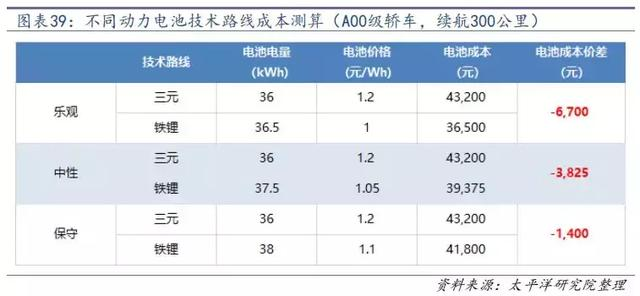 图表39：不同动力电池技术路线成本测算（A00级轿车，续航300公里）
技术路线 电池电量（kWh） 电池价格（元/Wh） 电池成本（元） 电池成本价差（元）
乐观 三元 36 1.2 43,200 -6,700
铁锂 36.5 1 36,500
中性 三元 36 1.2 43,200 -3,825
铁锂 37.5 1.05 39,375
保守 三元 36 1.2 43,200 -1,400
铁锂 38 1.1 41,800
资料来源：太平洋研究院整理